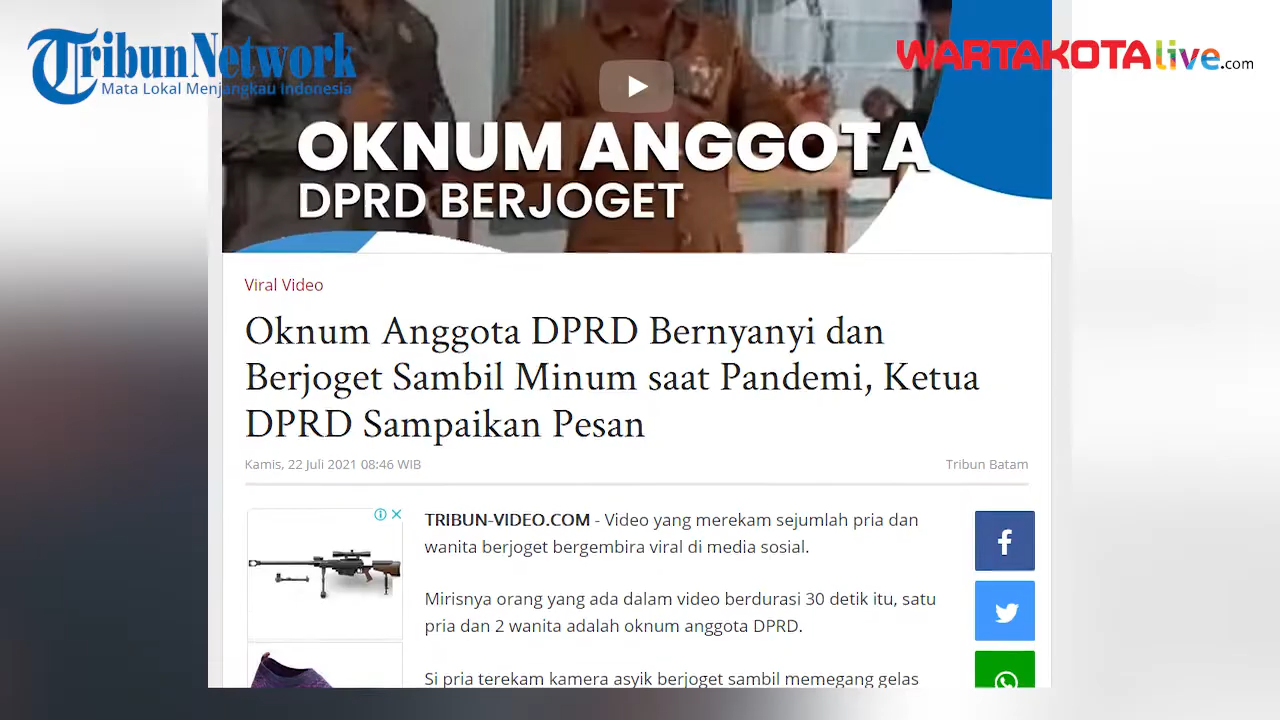 TribunNetwork
Mata Lokal Menjangkau Indonesia
WARTAKOTAlive.com
OKNUM ANGGOTA
DPRD BERJOGET
Viral Video
Oknum Anggota DPRD Bernyanyi dan
Berjoget Sambil Minum saat Pandemi, Ketua
DPRD Sampaikan Pesan
Kamis, 22 Juli 2021 08:46 WIB
Tribun Batam
TRIBUN-VIDEO.COM - Video yang merekam sejumlah pria dan
wanita berjoget bergembira viral di media sosial.
Mirisnya orang yang ada dalam video berdurasi 30 detik itu, satu
pria dan 2 wanita adalah oknum anggota DPRD.
Si pria terekam kamera asyik berjoget sambil memegang gelas